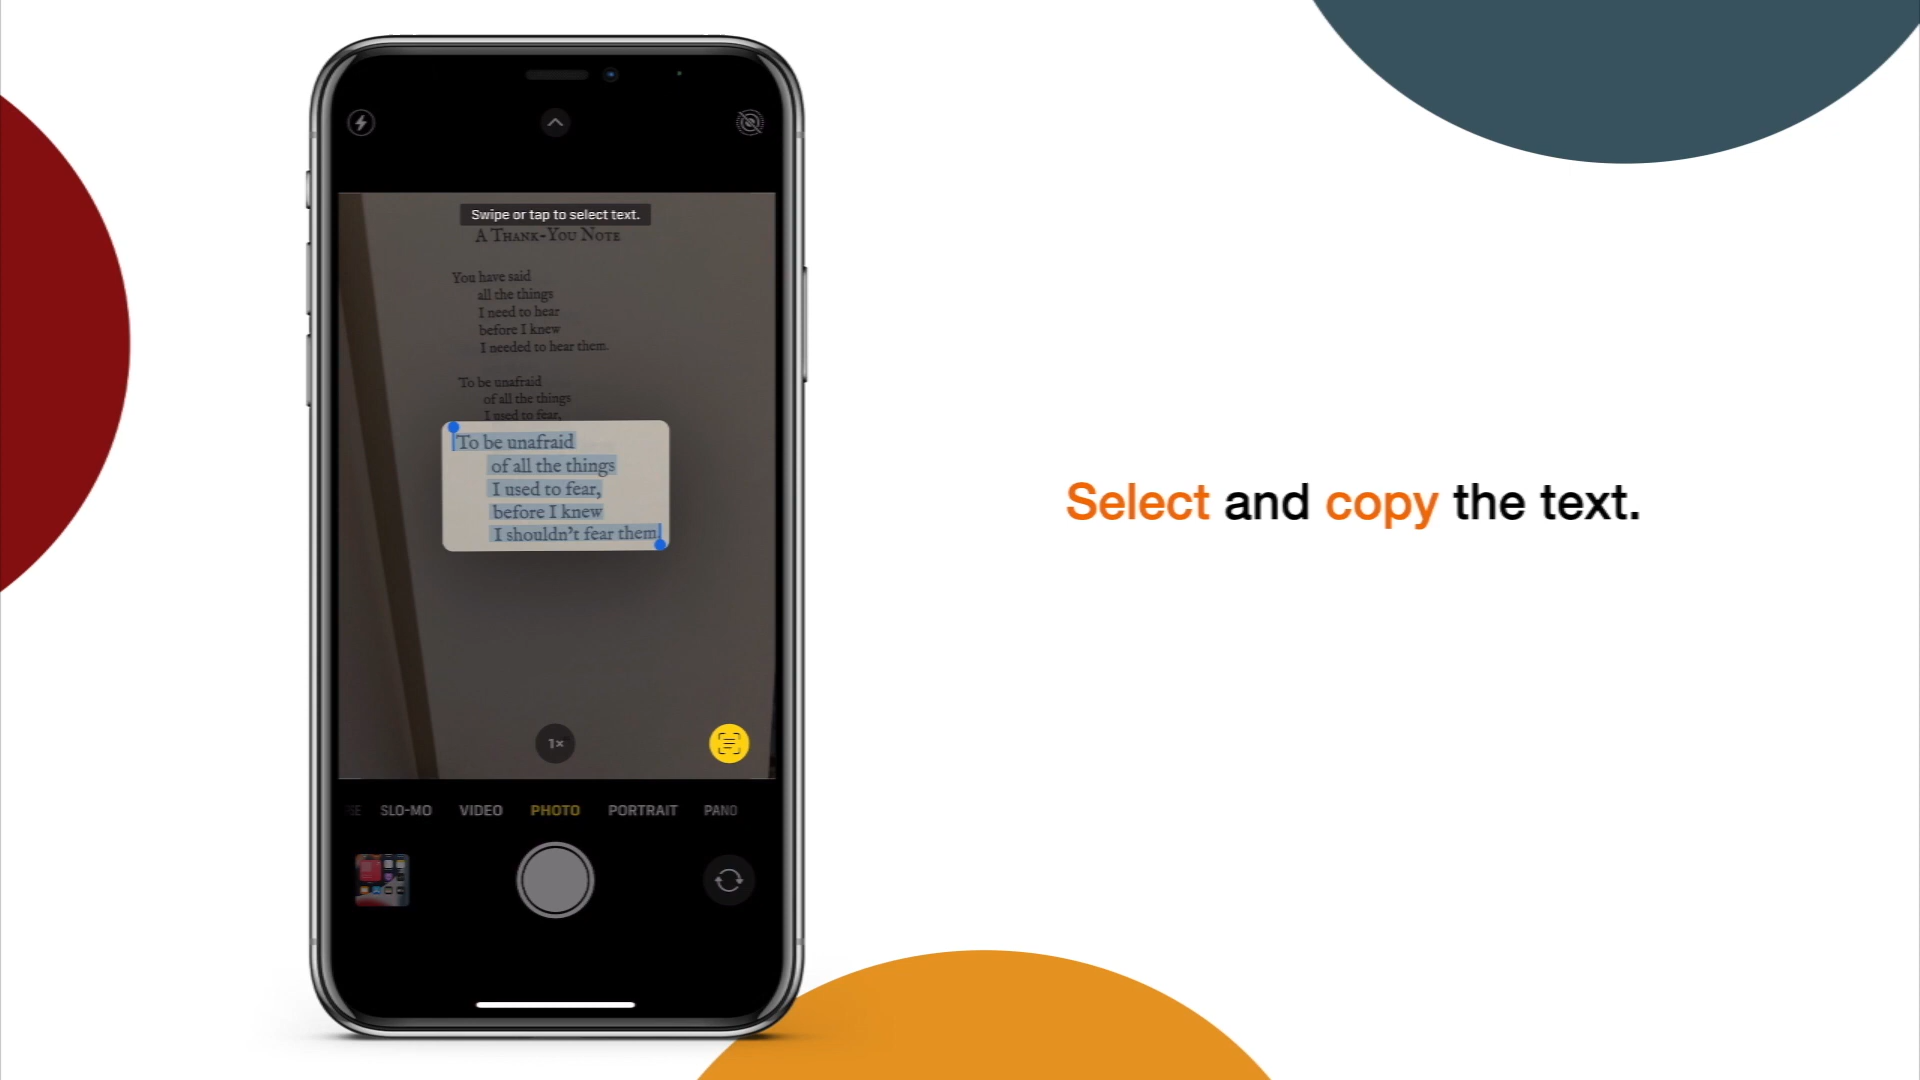 Swipe or tap to select text.
A Thank-You Note
You have said
all the things
I need to hear
before I knew
I needed to hear them.
To be unafraid
of all the things
I used to fear,
To be unafraid
of all the things
I used to fear,
before I knew
I shouldn't fear them.
1×
SE SLO-MO VIDEO PHOTO PORTRAIT PANO
Select and copy the text.